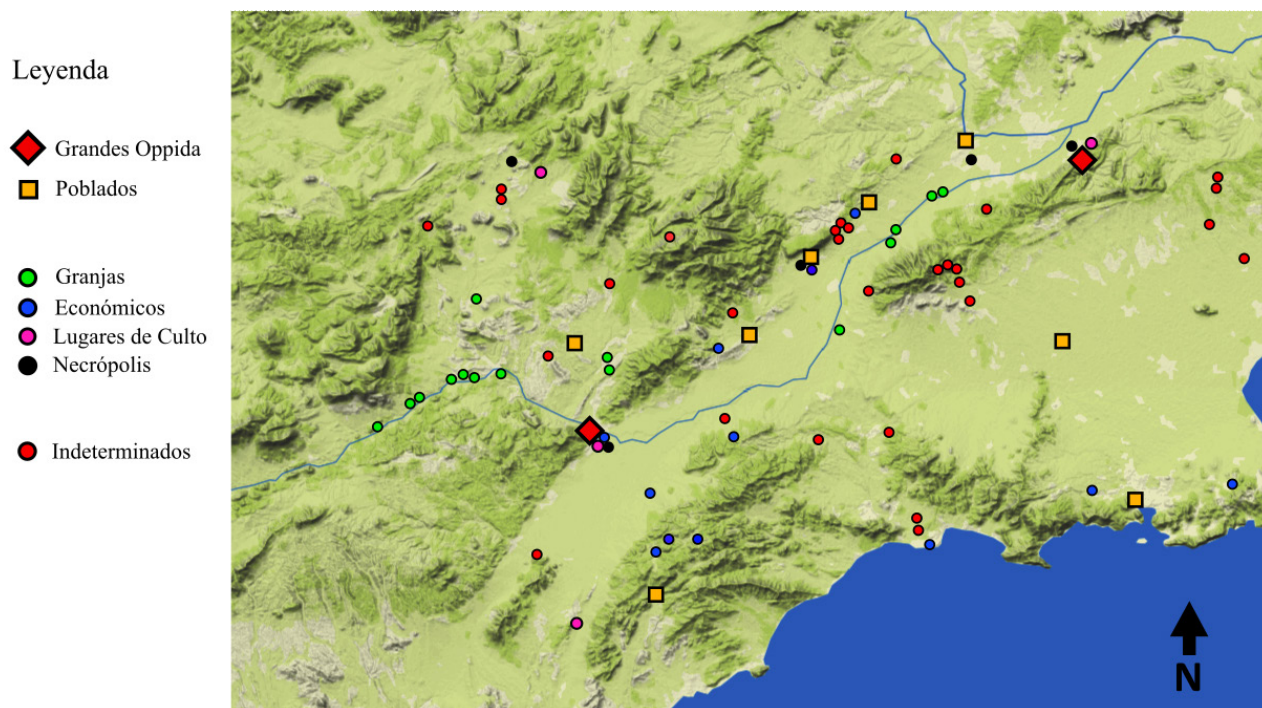 Leyenda
Grandes Oppida
Poblados
Granjas
Económicos
Lugares de Culto
Necrópolis
Indeterminados
N